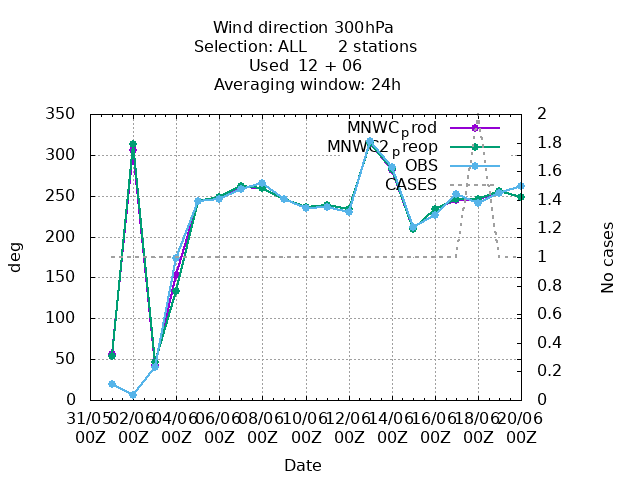 Wind direction 300hPa
Selection: ALL 2 stations
Used 12 + 06
Averaging window: 24h
350
300
250
200
150
100
50
0
deg
2
1.8
1.6
1.4
1.2
1
0.8
0.6
0.4
0.2
0
No cases
MNWC_prod
MNWC2_preop
OBS
CASES
31/05 02/06 04/06 06/06 08/06 10/06 12/06 14/06 16/06 18/06 20/06
00Z 00Z 00Z 00Z 00Z 00Z 00Z 00Z 00Z 00Z 00Z
Date